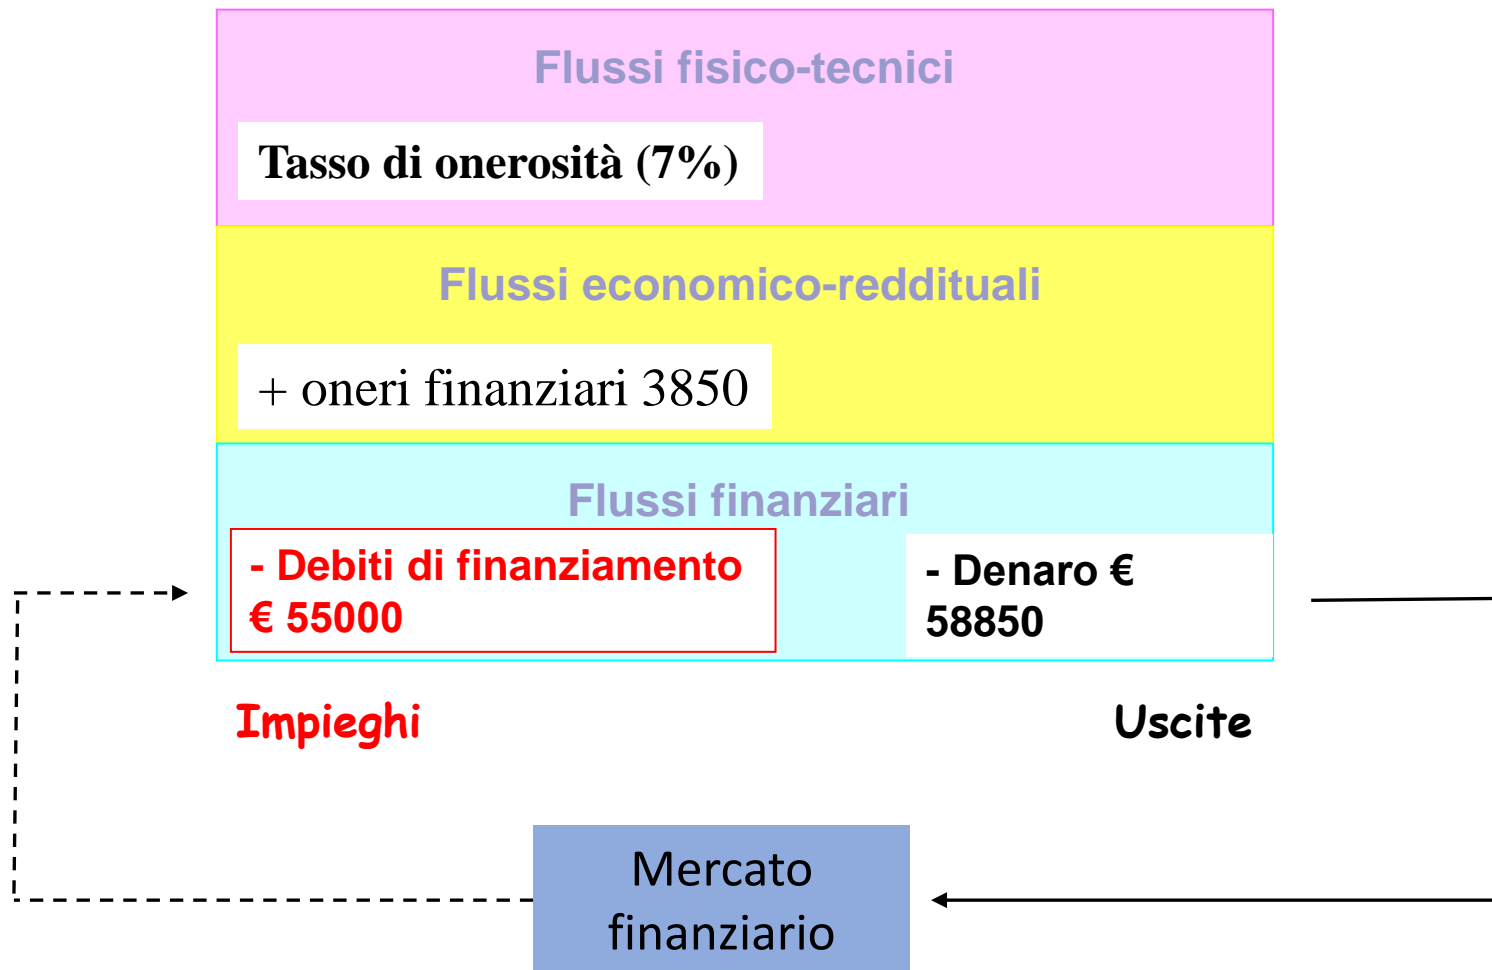 Flussi fisico-tecnici
Tasso di onerosità (7%)
Flussi economico-reddituali
+ oneri finanziari 3850
Flussi finanziari
- Debiti di finanziamento
€ 55000
- Denaro €
58850
Impieghi
Uscite
Mercato
finanziario